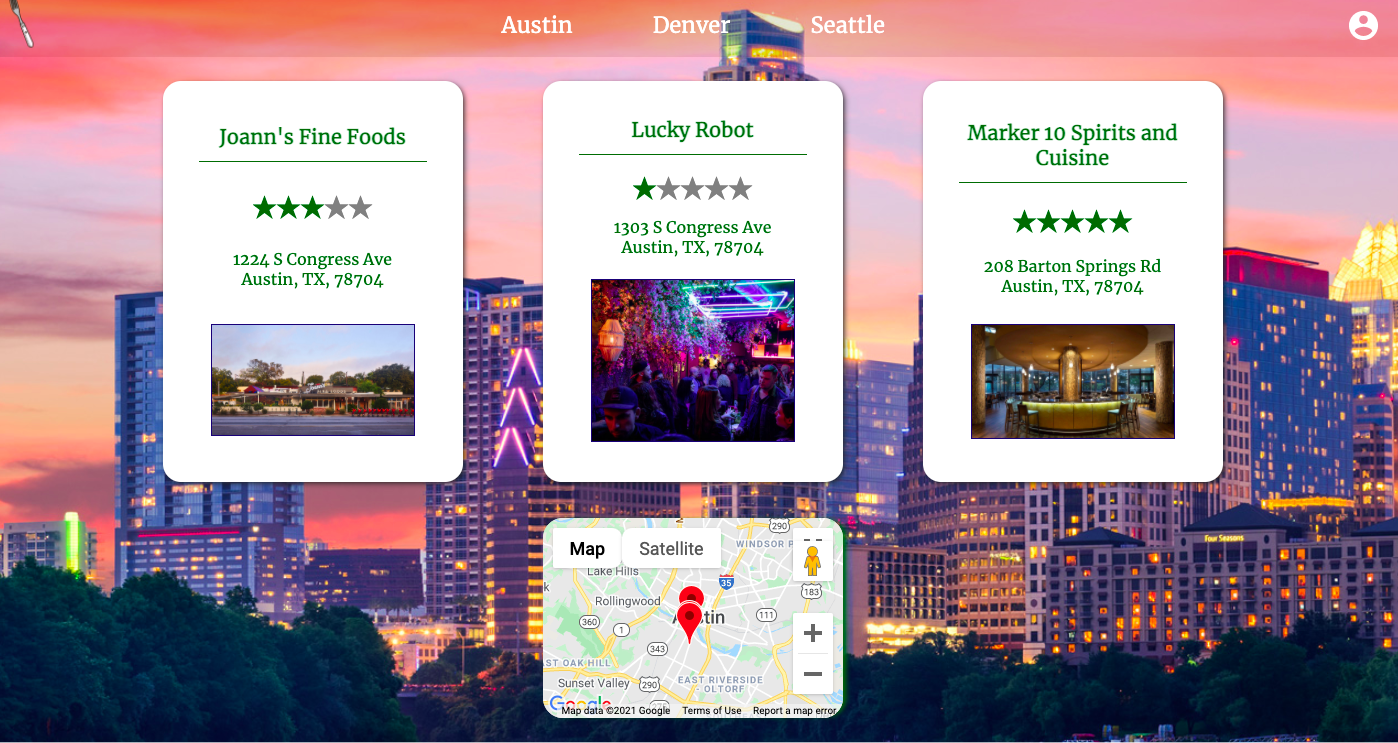 Austin
Denver
Seattle
Joann's Fine Foods
1224 S Congress Ave
Austin, TX, 78704
Lucky Robot
1303 S Congress Ave
Austin, TX, 78704
Marker 10 Spirits and
Cuisine
208 Barton Springs Rd
Austin, TX, 78704
Four Seasons
Map
Satellite
290
WINDSOR P
Lake Hills
35
183
k
Rollingwood
360
1
A tin
111
343
ST OAK HILL
Sunset Valley
290
EAST RIVERSIDE
- OLTORF
Google
Map data ©2021 Google
Terms of Use
Report a map error